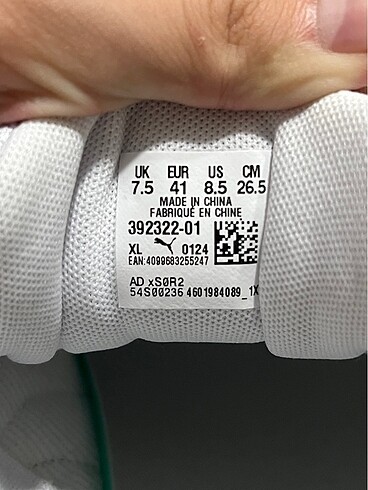 UK EUR US CM
7.5 41 8.5 26.5
MADE IN CHINA
FABRIQUÉ EN CHINE
392322-01
XL 0124
EAN:4099683255247
AD xS0R2
54S00236 4601984089_1X